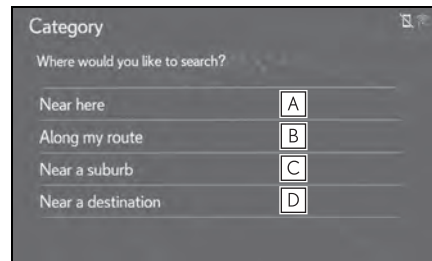 Category
Where would you like to search?
Near here A
Along my route B
Near a suburb C
Near a destination D